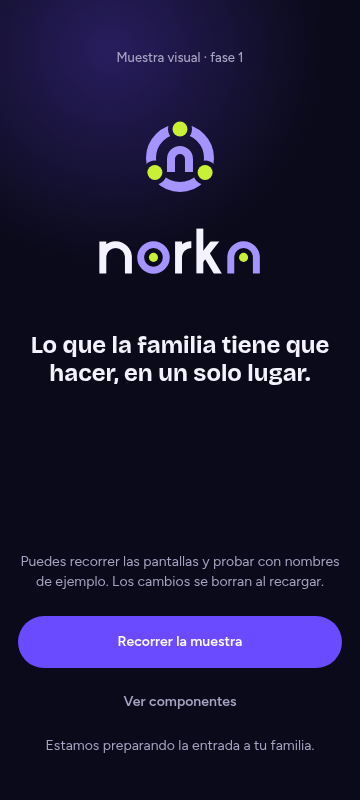 Muestra visual · fase 1
norka
Lo que la familia tiene que
hacer, en un solo lugar.
Puedes recorrer las pantallas y probar con nombres
de ejemplo. Los cambios se borran al recargar.
Recorrer la muestra
Ver componentes
Estamos preparando la entrada a tu familia.